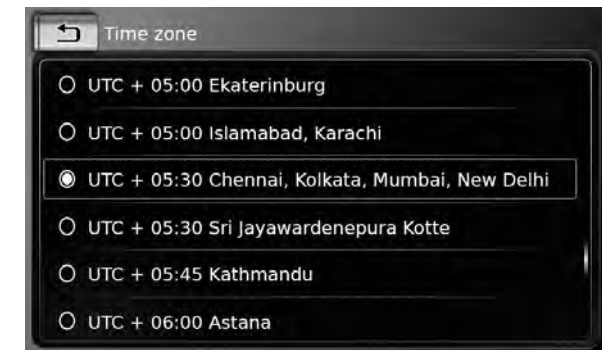 Time zone
UTC + 05:00 Ekaterinburg
UTC + 05:00 Islamabad, Karachi
UTC + 05:30 Chennai, Kolkata, Mumbai, New Delhi
UTC + 05:30 Sri Jayawardenepura Kotte
UTC + 05:45 Kathmandu
UTC + 06:00 Astana